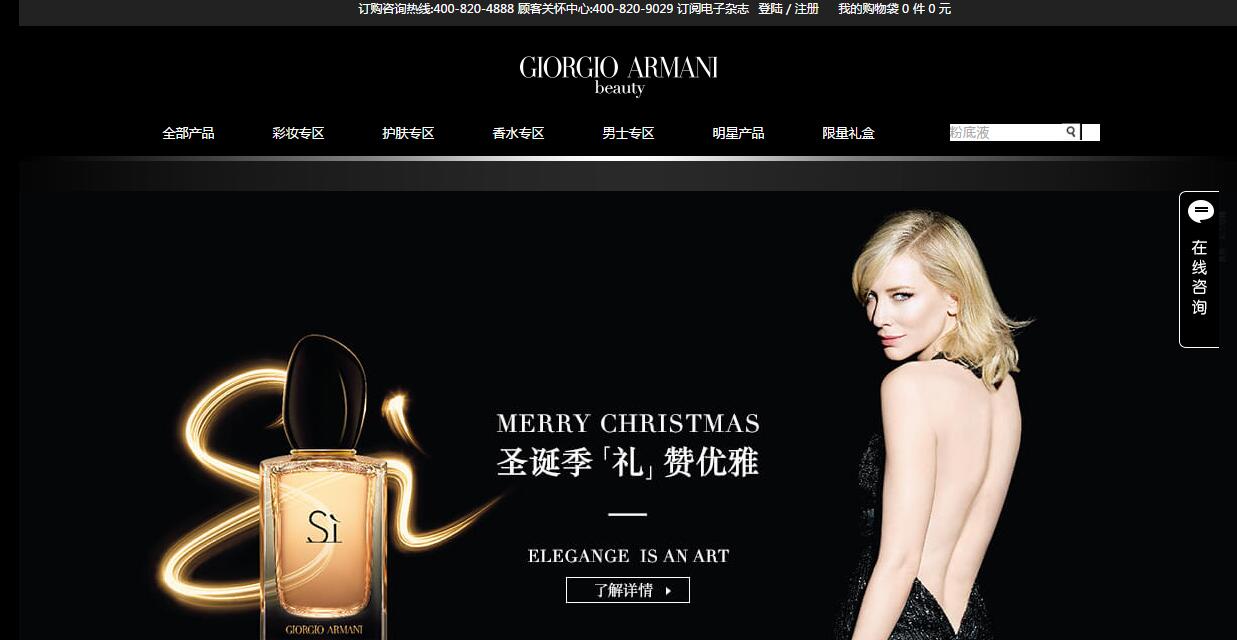 订购咨询热线:400-820-4888 顾客关怀中心:400-820-9029 订阅电子杂志 登陆 / 注册 我的购物袋 0 件 0 元
GIORGIO ARMANI
beauty
全部产品 彩妆专区 护肤专区 香水专区 男士专区 明星产品 限量礼盒 粉底液
在线咨询
Sì
MERRY CHRISTMAS
圣诞季「礼」赞优雅
Sì
ELEGANGE IS AN ART
了解详情
GIORGIO ARMANI